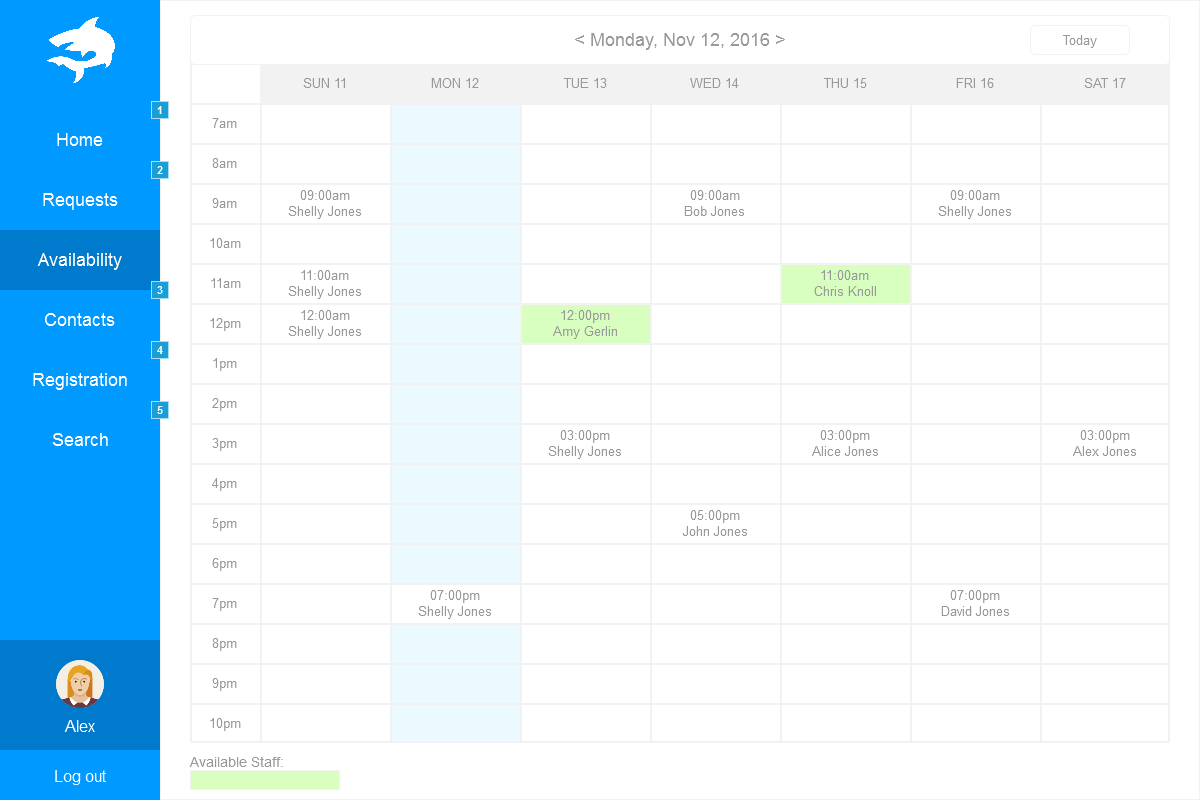 < Monday, Nov 12, 2016 >
Today
1
Home
2
Requests
Availability
3
Contacts
4
Registration
5
Search
Alex
Log out
SUN 11 MON 12 TUE 13 WED 14 THU 15 FRI 16 SAT 17
7am
8am
9am
09:00am
Shelly Jones
09:00am
Bob Jones
09:00am
Shelly Jones
10am
11am
11:00am
Shelly Jones
11:00am
Chris Knoll
12pm
12:00am
Shelly Jones
12:00pm
Amy Gerlin
1pm
2pm
3pm
03:00pm
Shelly Jones
03:00pm
Alice Jones
03:00pm
Alex Jones
4pm
5pm
05:00pm
John Jones
6pm
7pm
07:00pm
Shelly Jones
07:00pm
David Jones
8pm
9pm
10pm
Available Staff: